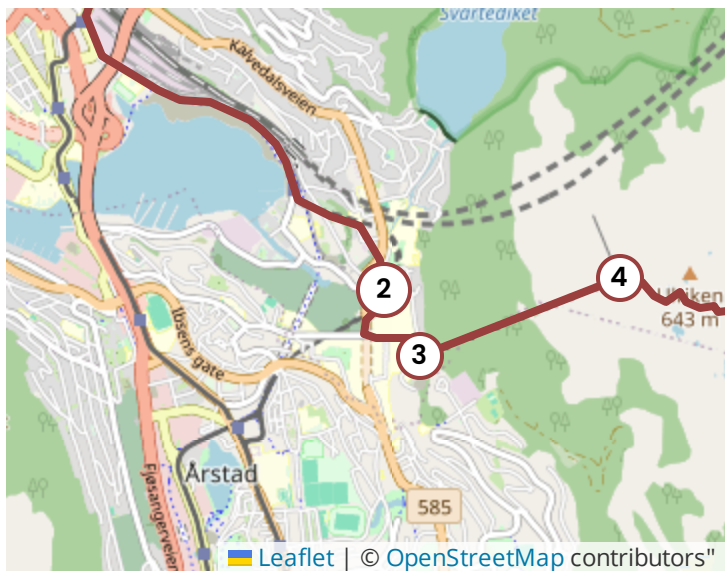 Svartediket
Kalvedalsveien
2
4
Ulriken
643 m
3
Ibsens gate
Årstad
Fjøsangerveien
585
Leaflet | © OpenStreetMap contributors"